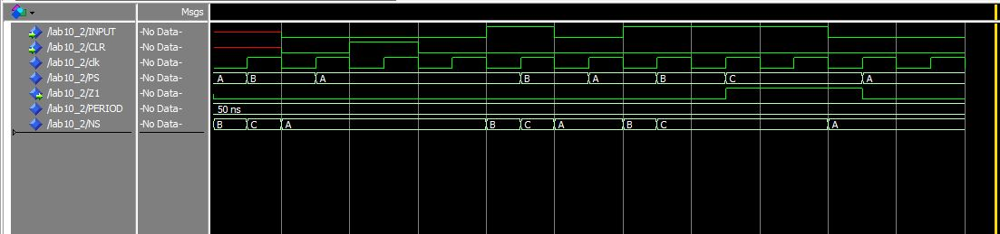 Msgs
/lab10_2/INPUT -No Data-
/lab10_2/CLR -No Data-
/lab10_2/clk -No Data-
/lab10_2/PS -No Data- A B A B A B C A
/lab10_2/Z1 -No Data-
/lab10_2/PERIOD -No Data- 50 ns
/lab10_2/NS -No Data- B C A B C A B C A